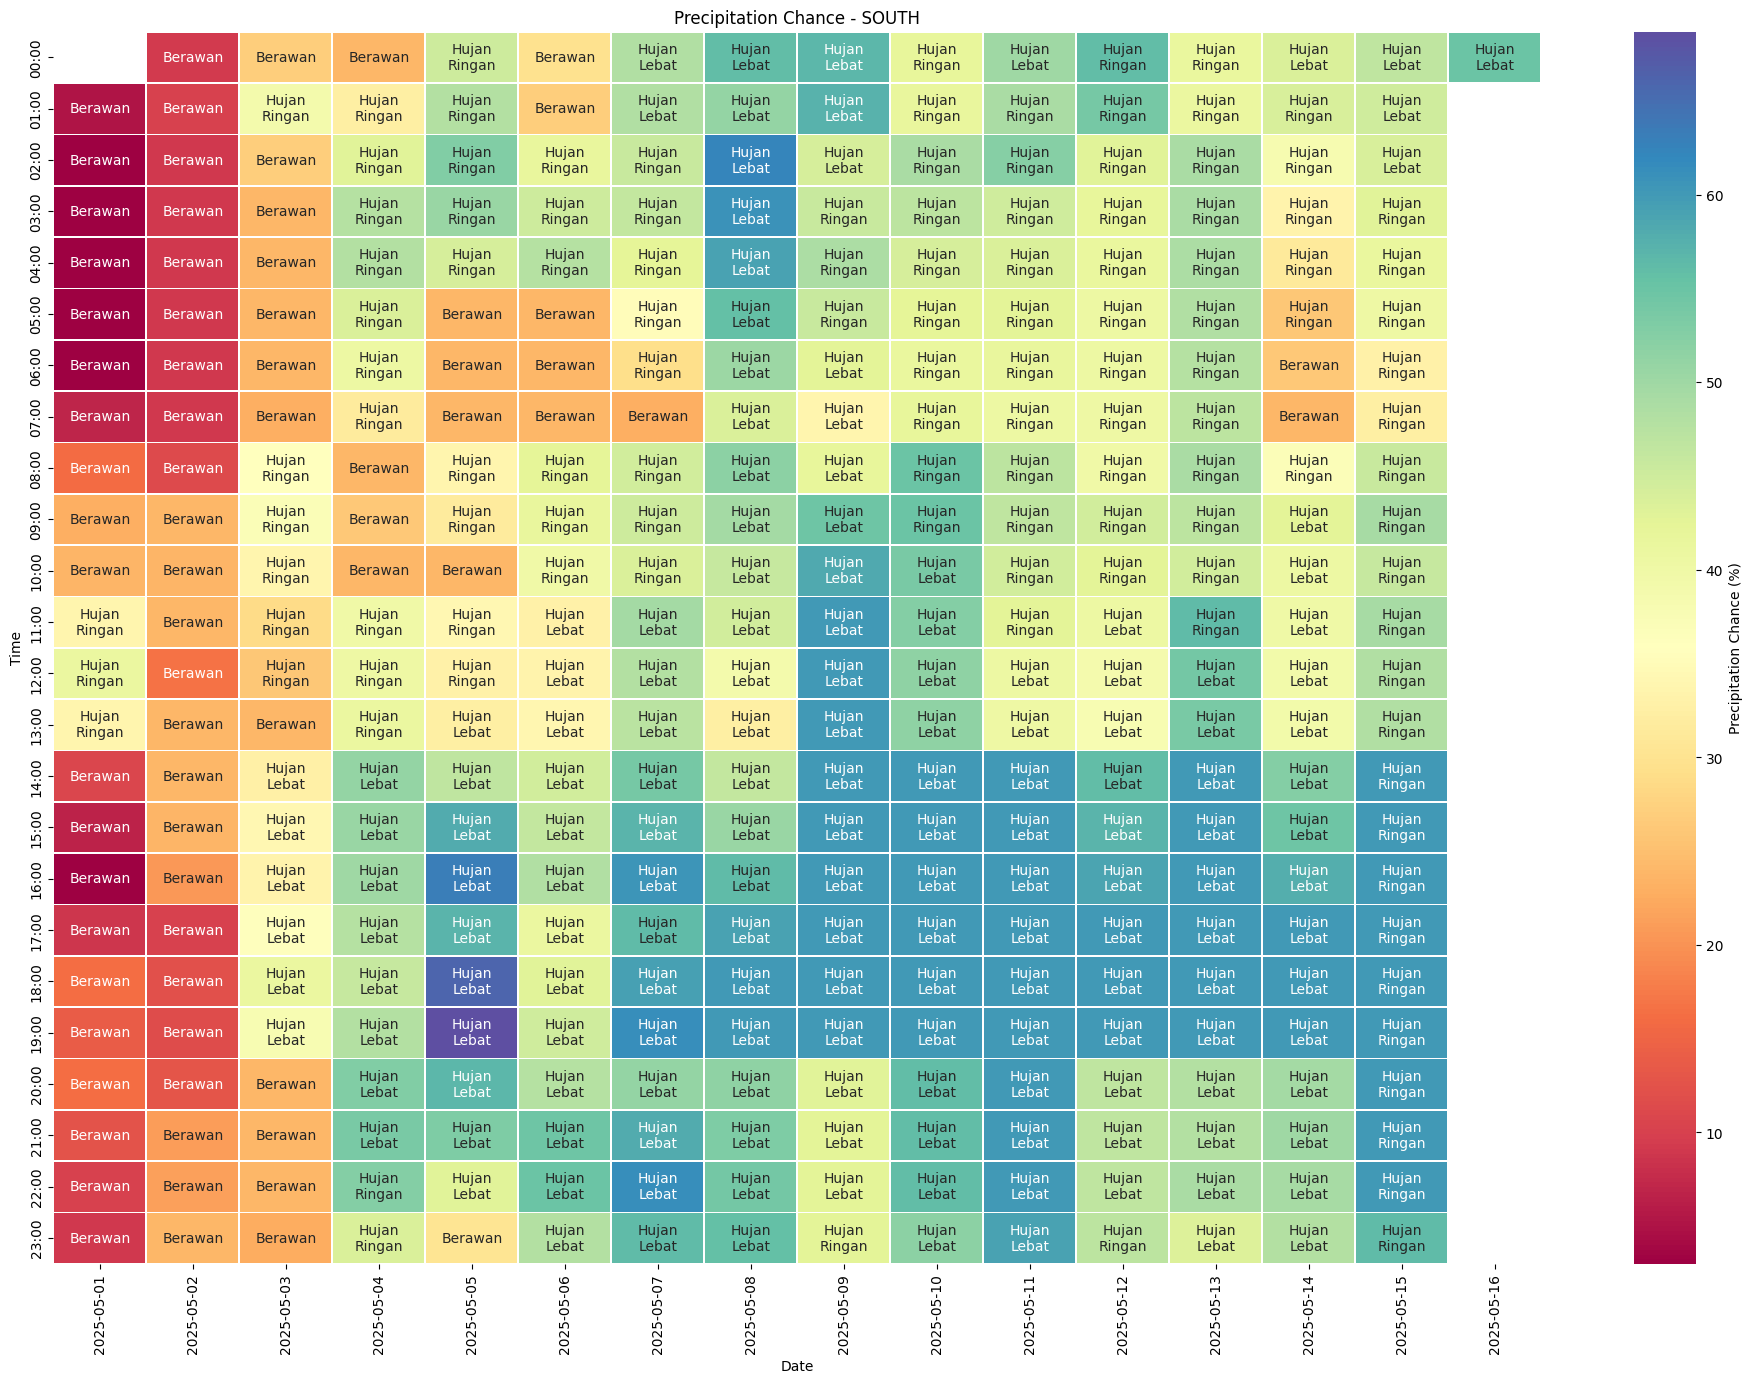 Precipitation Chance - SOUTH
00:00 Berawan Berawan Berawan Hujan Ringan Berawan Hujan Lebat Hujan Lebat Hujan Lebat Hujan Ringan Hujan Lebat Hujan Ringan Hujan Ringan Hujan Lebat Hujan Lebat Hujan Lebat
01:00 Berawan Berawan Hujan Ringan Hujan Ringan Hujan Ringan Berawan Hujan Lebat Hujan Lebat Hujan Lebat Hujan Ringan Hujan Ringan Hujan Ringan Hujan Ringan Hujan Ringan Hujan Lebat
02:00 Berawan Berawan Berawan Hujan Ringan Hujan Ringan Hujan Ringan Hujan Ringan Hujan Lebat Hujan Lebat Hujan Ringan Hujan Ringan Hujan Ringan Hujan Ringan Hujan Ringan Hujan Lebat
03:00 Berawan Berawan Berawan Hujan Ringan Hujan Ringan Hujan Ringan Hujan Ringan Hujan Lebat Hujan Ringan Hujan Ringan Hujan Ringan Hujan Ringan Hujan Ringan Hujan Ringan Hujan Ringan
04:00 Berawan Berawan Berawan Hujan Ringan Hujan Ringan Hujan Ringan Hujan Ringan Hujan Lebat Hujan Ringan Hujan Ringan Hujan Ringan Hujan Ringan Hujan Ringan Hujan Ringan Hujan Ringan
05:00 Berawan Berawan Berawan Hujan Ringan Berawan Berawan Hujan Ringan Hujan Lebat Hujan Ringan Hujan Ringan Hujan Ringan Hujan Ringan Hujan Ringan Hujan Ringan Hujan Ringan
06:00 Berawan Berawan Berawan Hujan Ringan Berawan Berawan Hujan Ringan Hujan Lebat Hujan Lebat Hujan Ringan Hujan Ringan Hujan Ringan Hujan Ringan Berawan Hujan Ringan
07:00 Berawan Berawan Berawan Hujan Ringan Berawan Berawan Berawan Hujan Lebat Hujan Lebat Hujan Ringan Hujan Ringan Hujan Ringan Hujan Ringan Berawan Hujan Ringan
08:00 Berawan Berawan Hujan Ringan Berawan Hujan Ringan Hujan Ringan Hujan Ringan Hujan Lebat Hujan Lebat Hujan Ringan Hujan Ringan Hujan Ringan Hujan Ringan Hujan Ringan Hujan Ringan
09:00 Berawan Berawan Hujan Ringan Berawan Hujan Ringan Hujan Ringan Hujan Ringan Hujan Lebat Hujan Lebat Hujan Ringan Hujan Ringan Hujan Ringan Hujan Ringan Hujan Lebat Hujan Ringan
10:00 Berawan Berawan Hujan Ringan Berawan Berawan Hujan Ringan Hujan Ringan Hujan Lebat Hujan Lebat Hujan Lebat Hujan Ringan Hujan Ringan Hujan Ringan Hujan Lebat Hujan Ringan
11:00 Hujan Ringan Berawan Hujan Ringan Hujan Ringan Hujan Ringan Hujan Lebat Hujan Lebat Hujan Lebat Hujan Lebat Hujan Lebat Hujan Ringan Hujan Lebat Hujan Ringan Hujan Lebat Hujan Ringan
12:00 Hujan Ringan Berawan Hujan Ringan Hujan Ringan Hujan Ringan Hujan Lebat Hujan Lebat Hujan Lebat Hujan Lebat Hujan Lebat Hujan Lebat Hujan Lebat Hujan Lebat Hujan Lebat Hujan Ringan
13:00 Hujan Ringan Berawan Berawan Hujan Ringan Hujan Lebat Hujan Lebat Hujan Lebat Hujan Lebat Hujan Lebat Hujan Lebat Hujan Lebat Hujan Lebat Hujan Lebat Hujan Lebat Hujan Ringan
14:00 Berawan Berawan Hujan Lebat Hujan Lebat Hujan Lebat Hujan Lebat Hujan Lebat Hujan Lebat Hujan Lebat Hujan Lebat Hujan Lebat Hujan Lebat Hujan Lebat Hujan Lebat Hujan Ringan
15:00 Berawan Berawan Hujan Lebat Hujan Lebat Hujan Lebat Hujan Lebat Hujan Lebat Hujan Lebat Hujan Lebat Hujan Lebat Hujan Lebat Hujan Lebat Hujan Lebat Hujan Lebat Hujan Ringan
16:00 Berawan Berawan Hujan Lebat Hujan Lebat Hujan Lebat Hujan Lebat Hujan Lebat Hujan Lebat Hujan Lebat Hujan Lebat Hujan Lebat Hujan Lebat Hujan Lebat Hujan Lebat Hujan Ringan
17:00 Berawan Berawan Hujan Lebat Hujan Lebat Hujan Lebat Hujan Lebat Hujan Lebat Hujan Lebat Hujan Lebat Hujan Lebat Hujan Lebat Hujan Lebat Hujan Lebat Hujan Lebat Hujan Ringan
18:00 Berawan Berawan Hujan Lebat Hujan Lebat Hujan Lebat Hujan Lebat Hujan Lebat Hujan Lebat Hujan Lebat Hujan Lebat Hujan Lebat Hujan Lebat Hujan Lebat Hujan Lebat Hujan Ringan
19:00 Berawan Berawan Hujan Lebat Hujan Lebat Hujan Lebat Hujan Lebat Hujan Lebat Hujan Lebat Hujan Lebat Hujan Lebat Hujan Lebat Hujan Lebat Hujan Lebat Hujan Lebat Hujan Ringan
20:00 Berawan Berawan Berawan Hujan Lebat Hujan Lebat Hujan Lebat Hujan Lebat Hujan Lebat Hujan Lebat Hujan Lebat Hujan Lebat Hujan Lebat Hujan Lebat Hujan Lebat Hujan Ringan
21:00 Berawan Berawan Berawan Hujan Lebat Hujan Lebat Hujan Lebat Hujan Lebat Hujan Lebat Hujan Lebat Hujan Lebat Hujan Lebat Hujan Lebat Hujan Lebat Hujan Lebat Hujan Ringan
22:00 Berawan Berawan Berawan Hujan Ringan Hujan Lebat Hujan Lebat Hujan Lebat Hujan Lebat Hujan Lebat Hujan Lebat Hujan Lebat Hujan Lebat Hujan Lebat Hujan Lebat Hujan Ringan
23:00 Berawan Berawan Berawan Hujan Ringan Berawan Hujan Lebat Hujan Lebat Hujan Lebat Hujan Ringan Hujan Lebat Hujan Lebat Hujan Ringan Hujan Lebat Hujan Lebat Hujan Ringan
Time
2025-05-01 2025-05-02 2025-05-03 2025-05-04 2025-05-05 2025-05-06 2025-05-07 2025-05-08 2025-05-09 2025-05-10 2025-05-11 2025-05-12 2025-05-13 2025-05-14 2025-05-15 2025-05-16
Date
60
50
40
30
20
10
Precipitation Chance (%)